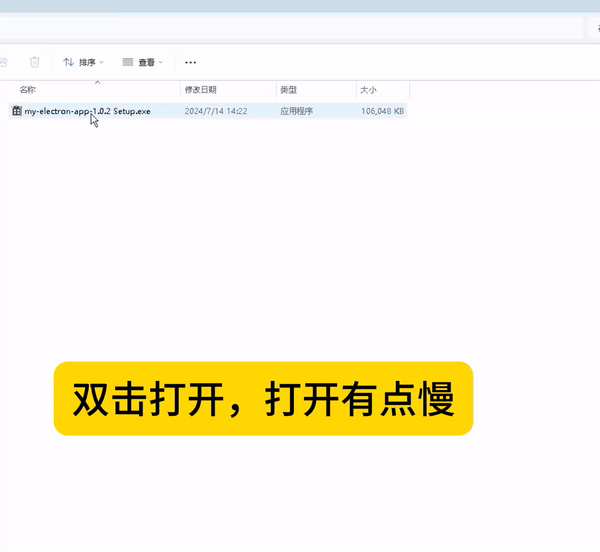 排序
查看
名称
修改日期
类型
大小
my-electron-app-1.0.2 Setup.exe
2024/7/14 14:22
应用程序
106,048 KB
双击打开，打开有点慢